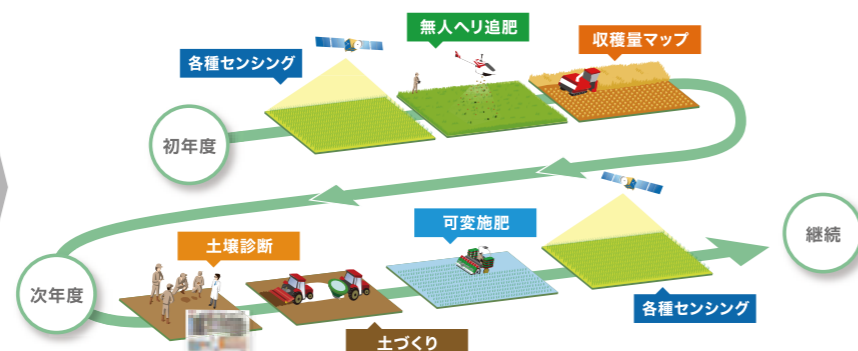 無人ヘリ追肥
収穫量マップ
各種センシング
初年度
次年度
土壌診断
土づくり
可変施肥
各種センシング
継続